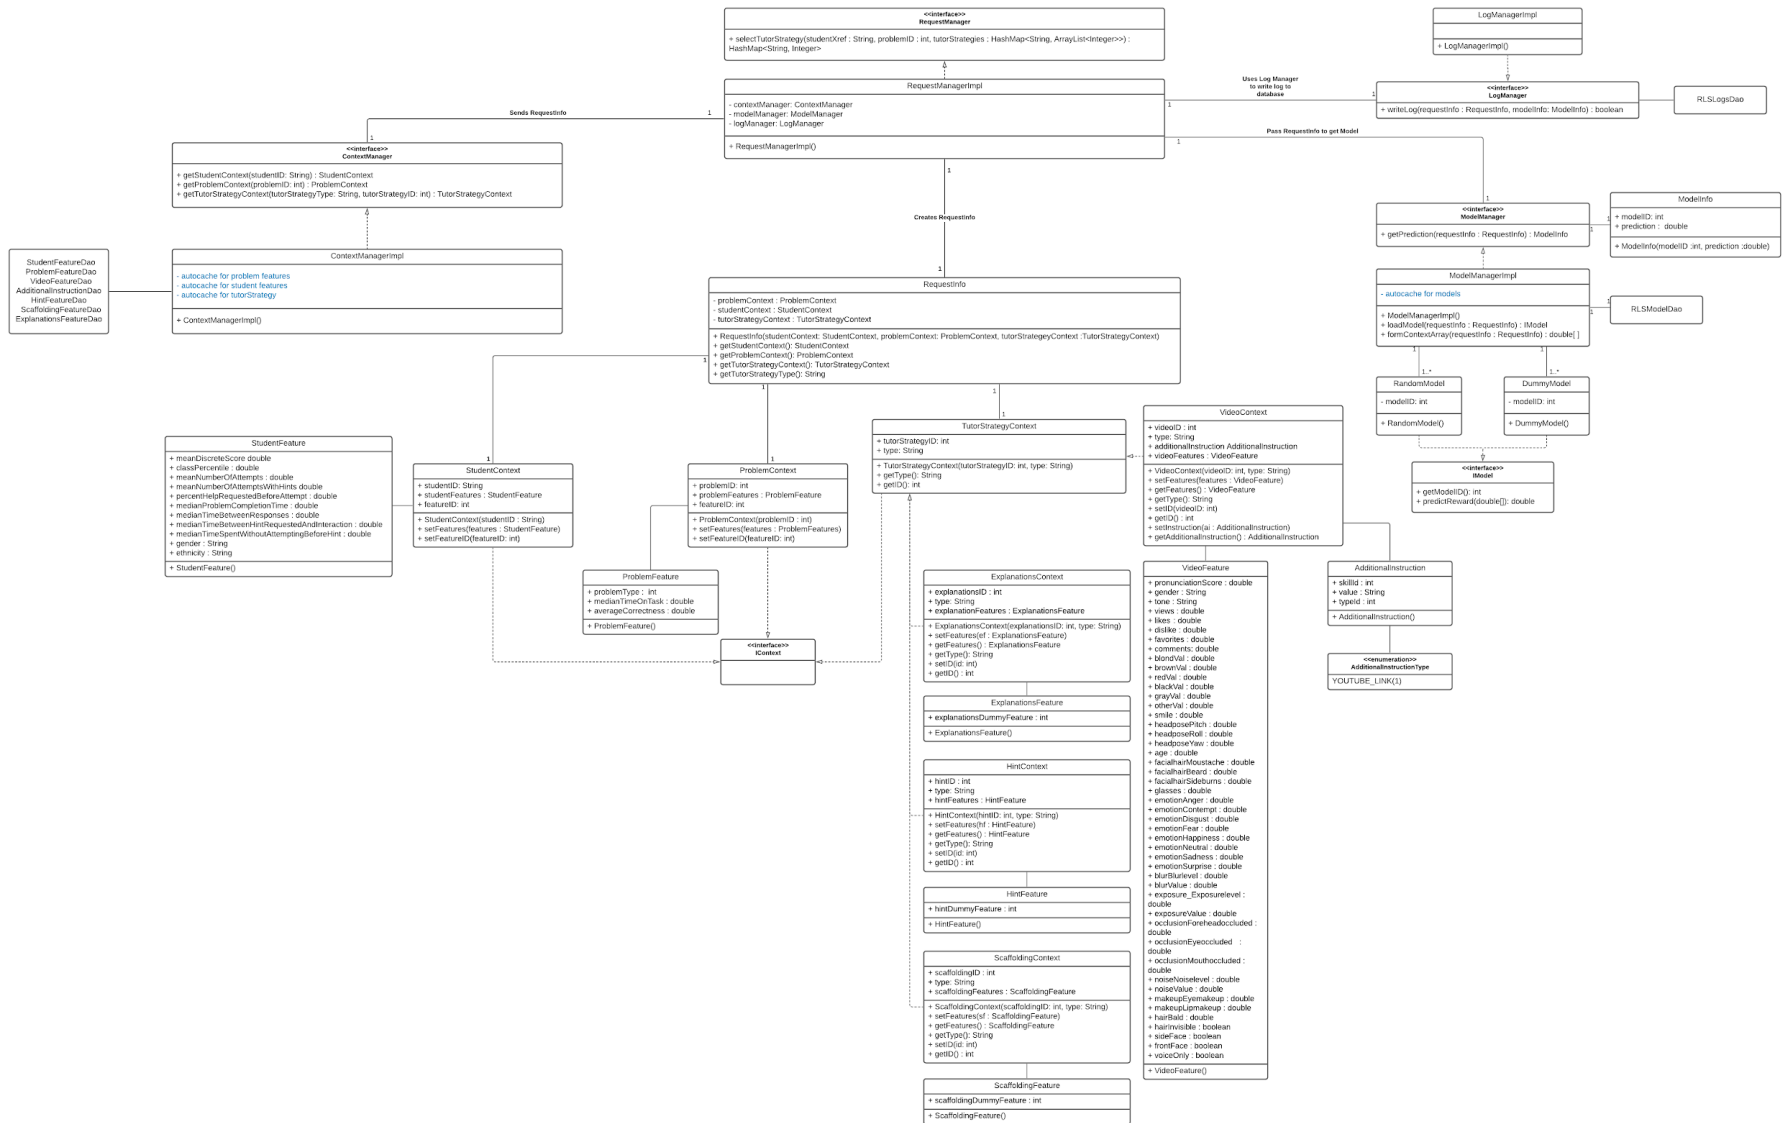 <<interface>>
RequestManager
+ selectTutorStrategy(studentXref : String, problemID : int, tutorStrategies : HashMap<String, ArrayList<Integer>>) :
HashMap<String, Integer>
LogManagerImpl
+ LogManagerImpl()
RequestManagerImpl
- contextManager: ContextManager
- modelManager: ModelManager
- logManager: LogManager
+ RequestManagerImpl()
Uses Log Manager
to write log to
database
1
1
<<interface>>
LogManager
+ writeLog(requestInfo : RequestInfo, modelInfo: ModelInfo) : boolean
RLSLogsDao
Sends RequestInfo
1
1
Pass RequestInfo to get Model
1
1
<<interface>>
ContextManager
+ getStudentContext(studentID: String) : StudentContext
+ getProblemContext(problemID: int) : ProblemContext
+ getTutorStrategyContext(tutorStrategyType: String, tutorStrategyID: int) : TutorStrategyContext
1
Creates RequestInfo
1
<<interface>>
ModelManager
+ getPrediction(requestInfo : RequestInfo) : ModelInfo
1
1
ModelInfo
+ modelID: int
+ prediction : double
+ ModelInfo(modelID :int, prediction :double)
StudentFeatureDao
ProblemFeatureDao
VideoFeatureDao
AdditionalInstructionDao
HintFeatureDao
ScaffoldingFeatureDao
ExplanationsFeatureDao
ContextManagerImpl
- autocache for problem features
- autocache for student features
- autocache for tutorStrategy
+ ContextManagerImpl()
ModelManagerImpl
- autocache for models
+ ModelManagerImpl()
+ loadModel(requestInfo : RequestInfo) : IModel
+ formContextArray(requestInfo : RequestInfo) : double[ ]
1
1
RLSModelDao
RequestInfo
- problemContext : ProblemContext
- studentContext : StudentContext
- tutorStrategyContext : TutorStrategyContext
+ RequestInfo(studentContext: StudentContext, problemContext: ProblemContext, tutorStrategeyContext :TutorStrategyContext)
+ getStudentContext(): StudentContext
+ getProblemContext(): ProblemContext
+ getTutorStrategyContext(): TutorStrategyContext
+ getTutorStrategyType(): String
1
1
1
1
1
1
1
1..*
1
1..*
RandomModel
- modelID: int
+ RandomModel()
DummyModel
- modelID: int
+ DummyModel()
<<interface>>
IModel
+ getModelID(): int
+ predictReward(double[]): double
StudentFeature
+ meanDiscreteScore double
+ classPercentile : double
+ meanNumberOfAttempts : double
+ meanNumberOfAttemptsWithHints double
+ percentHelpRequestedBeforeAttempt : double
+ medianProblemCompletionTime : double
+ medianTimeBetweenResponses : double
+ medianTimeBetweenHintRequestedAndInteraction : double
+ medianTimeSpentWithoutAttemptingBeforeHint : double
+ gender : String
+ ethnicity : String
+ StudentFeature()
StudentContext
+ studentID: String
+ studentFeatures : StudentFeature
+ featureID: int
+ StudentContext(studentID : String)
+ setFeatures(features : StudentFeature)
+ setFeatureID(featureID: int)
ProblemContext
+ problemID: int
+ problemFeatures : ProblemFeature
+ featureID: int
+ ProblemContext(problemID : int)
+ setFeatures(features : ProblemFeatures)
+ setFeatureID(featureID: int)
TutorStrategyContext
+ tutorStrategyID: int
+ type: String
+ TutorStrategyContext(tutorStrategyID: int, type: String)
+ getType(): String
+ getID(): int
VideoContext
+ videoID : int
+ type: String
+ additionalInstruction AdditionalInstruction
+ videoFeatures : VideoFeature
+ VideoContext(videoID: int, type: String)
+ setFeatures(features : VideoFeature)
+ getFeatures() : VideoFeature
+ getType(): String
+ setID(videoID: int)
+ getID() : int
+ setInstruction(ai : AdditionalInstruction)
+ getAdditionalInstruction() : AdditionalInstruction
ProblemFeature
+ problemType : int
+ medianTimeOnTask : double
+ averageCorrectness : double
+ ProblemFeature()
<<interface>>
IContext
ExplanationsContext
+ explanationsID : int
+ type: String
+ explanationFeatures : ExplanationsFeature
+ ExplanationsContext(explanationsID: int, type: String)
+ setFeatures(ef : ExplanationsFeature)
+ getFeatures() : ExplanationsFeature
+ getType(): String
+ setID(id: int)
+ getID() : int
ExplanationsFeature
+ explanationsDummyFeature : int
+ ExplanationsFeature()
HintContext
+ hintID : int
+ type: String
+ hintFeatures : HintFeature
+ HintContext(hintID: int, type: String)
+ setFeatures(hf : HintFeature)
+ getFeatures() : HintFeature
+ getType(): String
+ setID(id: int)
+ getID() : int
HintFeature
+ hintDummyFeature : int
+ HintFeature()
ScaffoldingContext
+ scaffoldingID : int
+ type: String
+ scaffoldingFeatures : ScaffoldingFeature
+ ScaffoldingContext(scaffoldingID: int, type: String)
+ setFeatures(sf : ScaffoldingFeature)
+ getFeatures() : ScaffoldingFeature
+ getType(): String
+ setID(id: int)
+ getID() : int
ScaffoldingFeature
+ scaffoldingDummyFeature : int
+ ScaffoldingFeature()
VideoFeature
+ pronunciationScore : double
+ gender : String
+ tone : String
+ views : double
+ likes : double
+ dislike : double
+ favorites : double
+ comments: double
+ blondVal : double
+ brownVal : double
+ redVal : double
+ blackVal : double
+ grayVal : double
+ otherVal : double
+ smile : double
+ headposePitch : double
+ headposeRoll : double
+ headposeYaw : double
+ age : double
+ facialhairMoustache : double
+ facialhairBeard : double
+ facialhairSideburns : double
+ glasses : double
+ emotionAnger : double
+ emotionContempt : double
+ emotionDisgust : double
+ emotionFear : double
+ emotionHappiness : double
+ emotionNeutral : double
+ emotionSadness : double
+ emotionSurprise : double
+ blurBlurlevel : double
+ blurValue : double
+ exposure_Exposurelevel :
double
+ exposureValue : double
+ occlusionForeheadoccluded :
double
+ occlusionEyeoccluded :
double
+ occlusionMouthoccluded :
double
+ noiseNoiselevel : double
+ noiseValue : double
+ makeupEyemakeup : double
+ makeupLipmakeup : double
+ hairBald : double
+ hairInvisible : boolean
+ sideFace : boolean
+ frontFace : boolean
+ voiceOnly : boolean
+ VideoFeature()
AdditionalInstruction
+ skillId : int
+ value : String
+ typeId : int
+ AdditionalInstruction()
<<enumeration>>
AdditionalInstructionType
YOUTUBE_LINK(1)